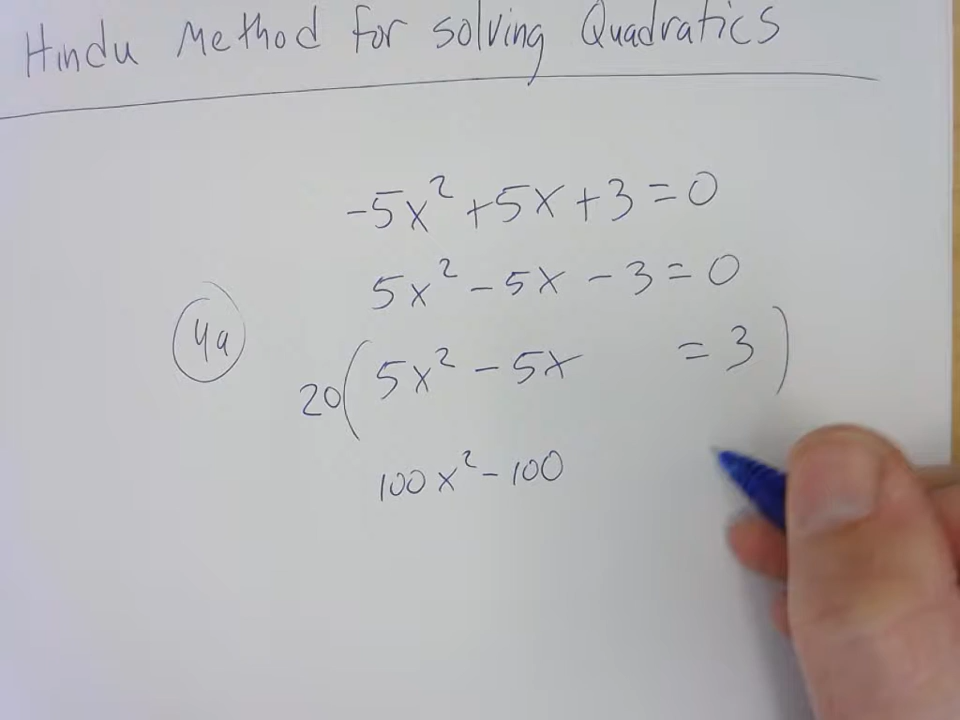 Hindu Method for solving Quadratics
-5x² +5x +3 = 0
5x² - 5x - 3 = 0
4a
20(5x² - 5x = 3)
100x² - 100